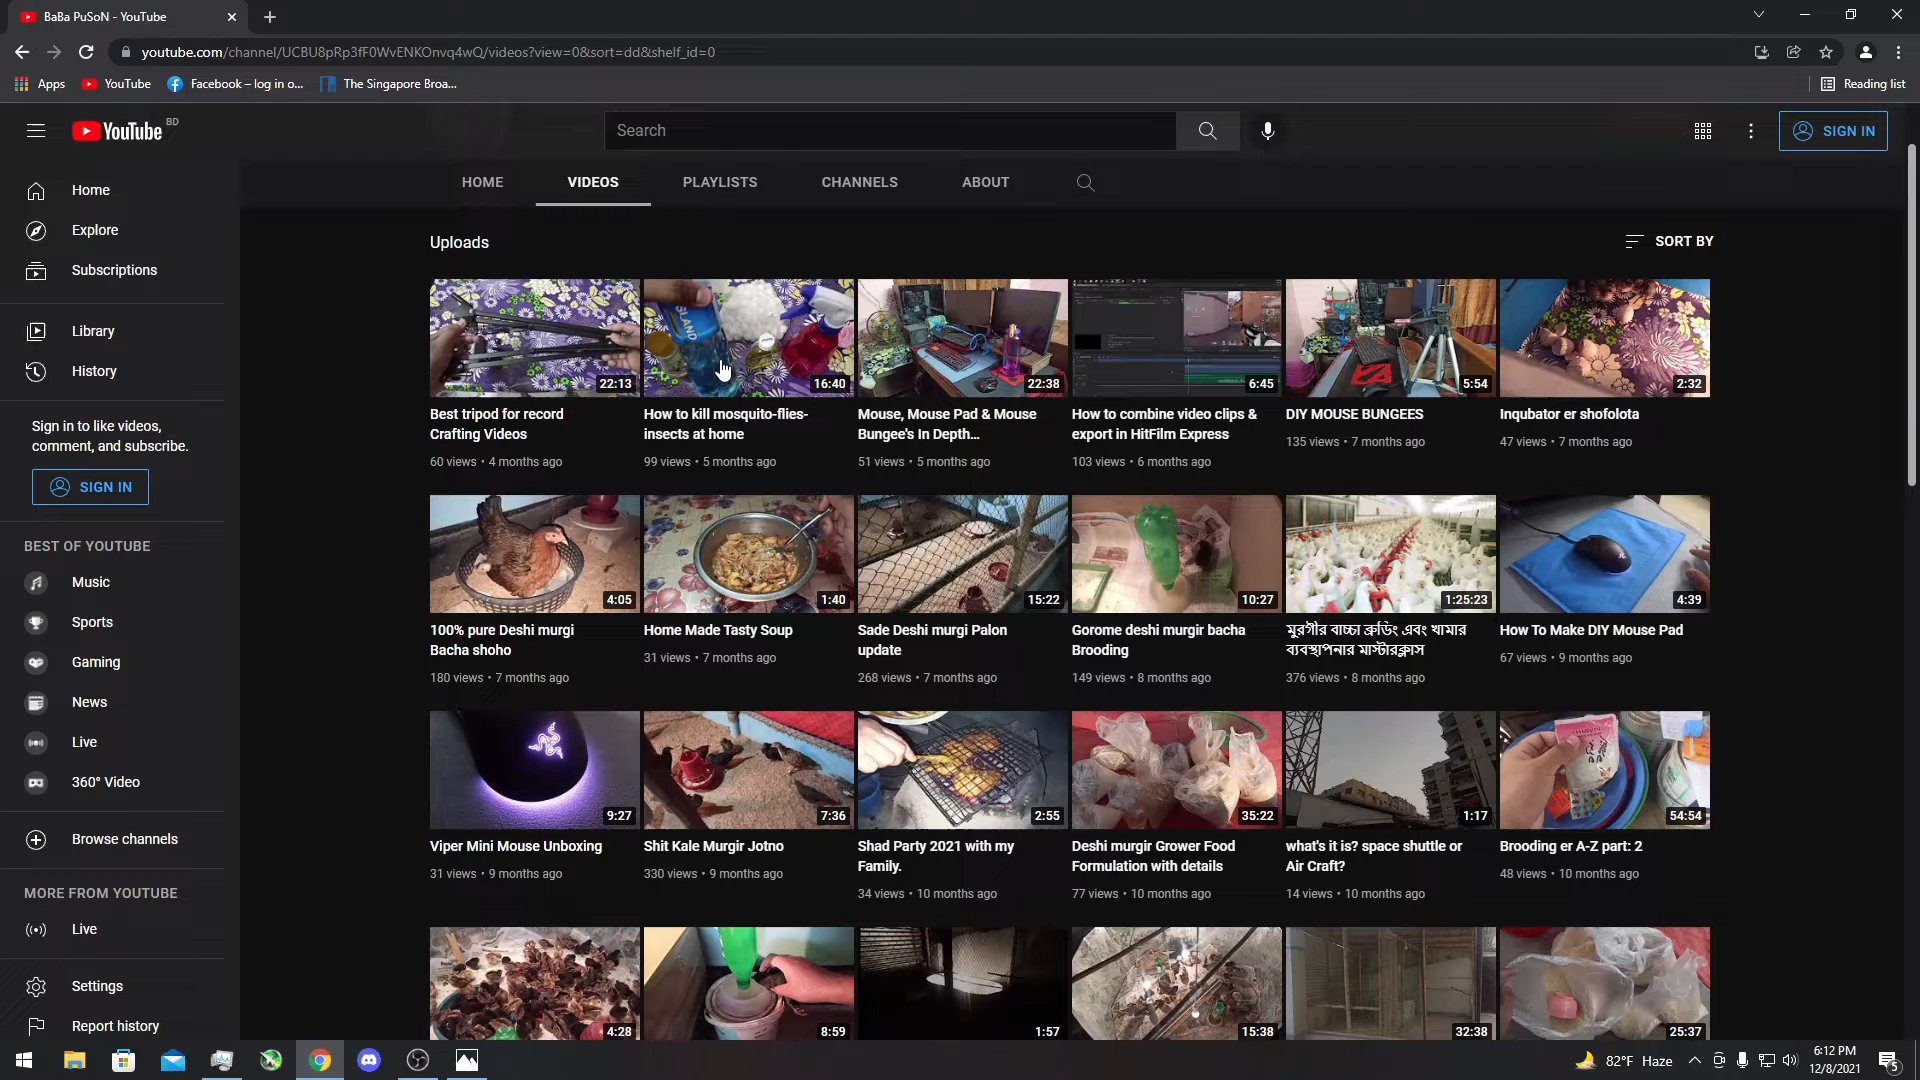 BaBa PuSoN - YouTube
youtube.com/channel/UCBU8pRp3fF0WvENKOnvq4wQ/videos?view=0&sort=dd&shelf_id=0
Apps
YouTube
Facebook – log in o...
The Singapore Broa...
Reading list
YouTube BD
Search
SIGN IN
HOME
VIDEOS
PLAYLISTS
CHANNELS
ABOUT
Home
Explore
Subscriptions
Library
History
Sign in to like videos,
comment, and subscribe.
SIGN IN
BEST OF YOUTUBE
Music
Sports
Gaming
News
Live
360° Video
Browse channels
MORE FROM YOUTUBE
Live
Settings
Report history
Uploads
SORT BY
22:13
Best tripod for record
Crafting Videos
60 views • 4 months ago
16:40
How to kill mosquito-flies-
insects at home
99 views • 5 months ago
22:38
Mouse, Mouse Pad & Mouse
Bungee's In Depth...
51 views • 5 months ago
6:45
How to combine video clips &
export in HitFilm Express
103 views • 6 months ago
5:54
DIY MOUSE BUNGEES
135 views • 7 months ago
2:32
Inqubator er shofolota
47 views • 7 months ago
4:05
100% pure Deshi murgi
Bacha shoho
180 views • 7 months ago
1:40
Home Made Tasty Soup
31 views • 7 months ago
15:22
Sade Deshi murgi Palon
update
268 views • 7 months ago
10:27
Gorome deshi murgir bacha
Brooding
149 views • 8 months ago
1:25:23
মুরগীর বাচ্চা ব্রুডিং এবং খামার
ব্যবস্থাপনার মাস্টারক্লাস
376 views • 8 months ago
4:39
How To Make DIY Mouse Pad
67 views • 9 months ago
9:27
Viper Mini Mouse Unboxing
31 views • 9 months ago
7:36
Shit Kale Murgir Jotno
330 views • 9 months ago
2:55
Shad Party 2021 with my
Family.
34 views • 10 months ago
35:22
Deshi murgir Grower Food
Formulation with details
77 views • 10 months ago
1:17
what's it is? space shuttle or
Air Craft?
14 views • 10 months ago
54:54
Brooding er A-Z part: 2
48 views • 10 months ago
4:28
8:59
1:57
15:38
32:38
25:37
82°F Haze
6:12 PM
12/8/2021
5